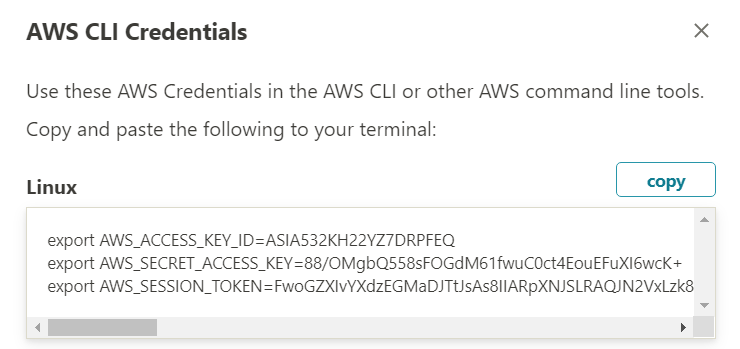 AWS CLI Credentials
Use these AWS Credentials in the AWS CLI or other AWS command line tools.
Copy and paste the following to your terminal:
Linux
copy
export AWS_ACCESS_KEY_ID=ASIA532KH22YZ7DRPFEQ
export AWS_SECRET_ACCESS_KEY=88/OMgbQ558sFOGdM61fwuC0ct4EouEFuXI6wcK+
export AWS_SESSION_TOKEN=FwoGZXIvYXdzEGMaDJTtJsAs8IIARpXNJSLRAQJN2VxLzk8